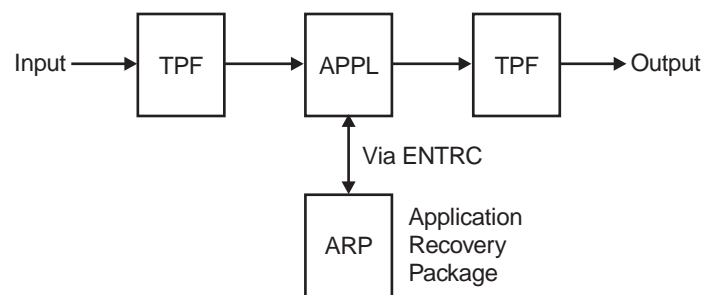 Input
TPF
APPL
TPF
Output
Via ENTRC
ARP
Application
Recovery
Package